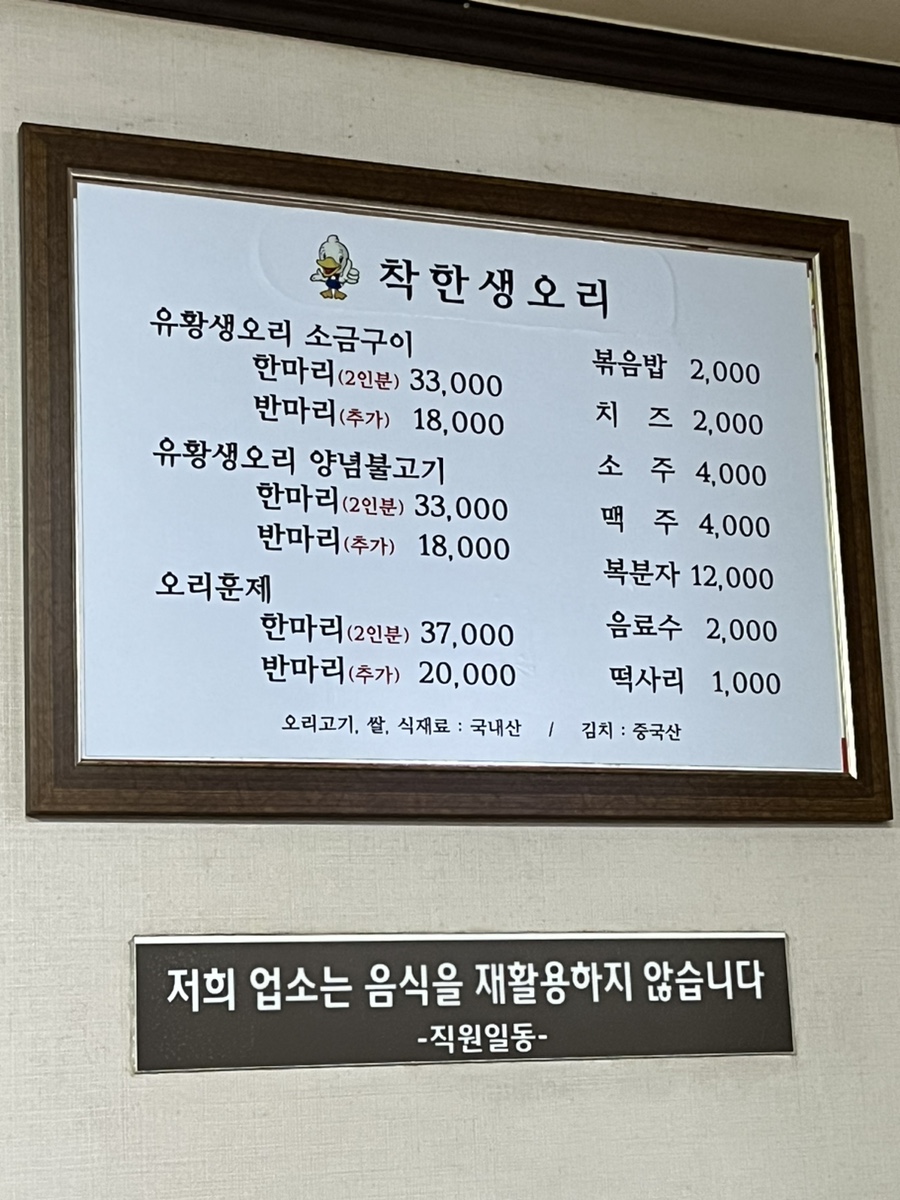 착한생오리
유황생오리 소금구이
한마리(2인분) 33,000
반마리(추가) 18,000
유황생오리 양념불고기
한마리(2인분) 33,000
반마리(추가) 18,000
오리훈제
한마리(2인분) 37,000
반마리(추가) 20,000
볶음밥 2,000
치 즈 2,000
소 주 4,000
맥 주 4,000
복분자 12,000
음료수 2,000
떡사리 1,000
오리고기, 쌀, 식재료 : 국내산 / 김치 : 중국산
저희 업소는 음식을 재활용하지 않습니다
-직원일동-